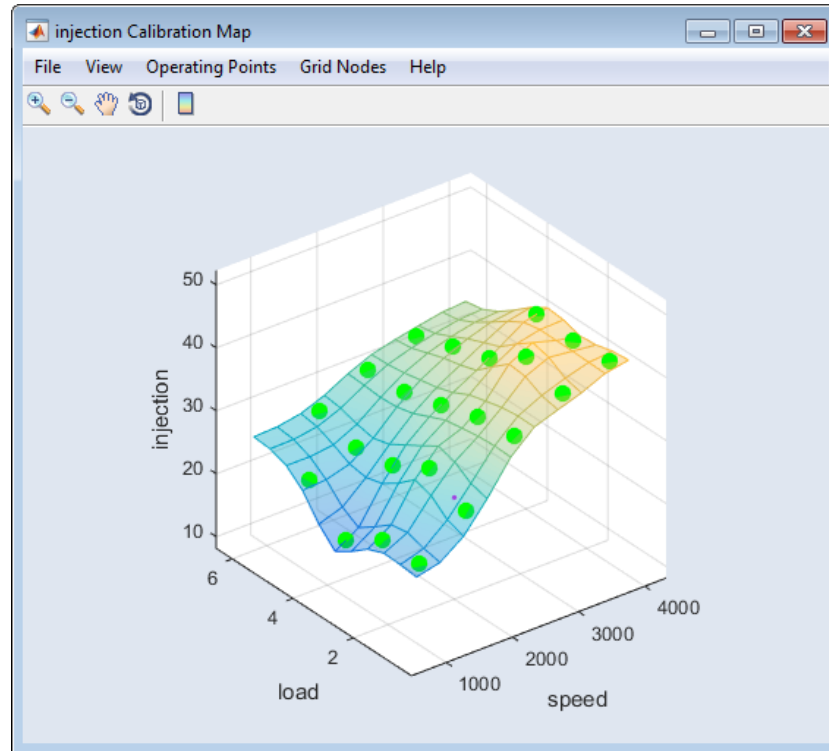 injection Calibration Map
File View Operating Points Grid Nodes Help
50
40
30
20
10
injection
6
4
2
load
1000
2000
3000
4000
speed